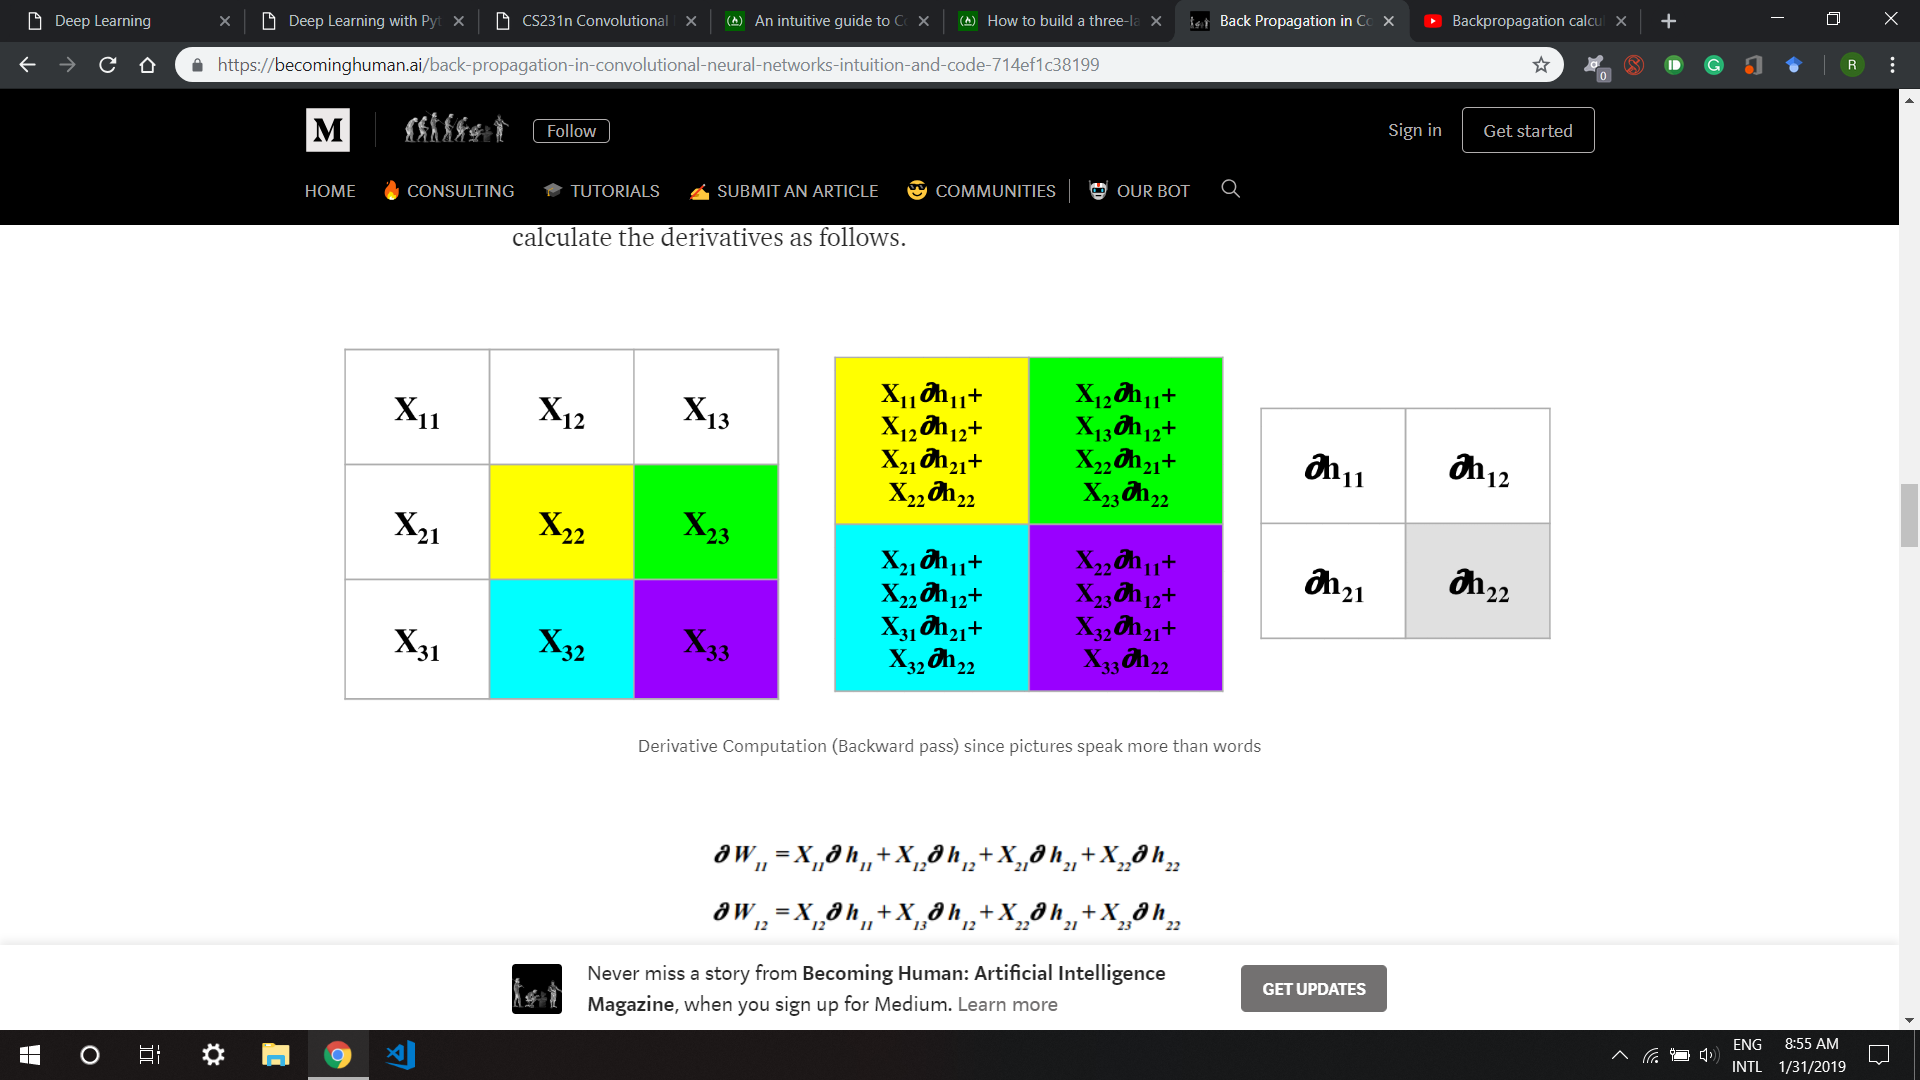 Deep Learning
Deep Learning with Pyt
CS231n Convolutional
An intuitive guide to Co
How to build a three-la
Back Propagation in Co
Backpropagation calcul
https://becominghuman.ai/back-propagation-in-convolutional-neural-networks-intuition-and-code-714ef1c38199
0
R
M
Follow
Sign in
Get started
HOME
CONSULTING
TUTORIALS
SUBMIT AN ARTICLE
COMMUNITIES
OUR BOT
calculate the derivatives as follows.
X₁₁ X₁₂ X₁₃
X₂₁ X₂₂ X₂₃
X₃₁ X₃₂ X₃₃
X₁₁∂h₁₁+
X₁₂∂h₁₂+
X₂₁∂h₂₁+
X₂₂∂h₂₂
X₁₂∂h₁₁+
X₁₃∂h₁₂+
X₂₂∂h₂₁+
X₂₃∂h₂₂
X₂₁∂h₁₁+
X₂₂∂h₁₂+
X₃₁∂h₂₁+
X₃₂∂h₂₂
X₂₂∂h₁₁+
X₂₃∂h₁₂+
X₃₂∂h₂₁+
X₃₃∂h₂₂
∂h₁₁ ∂h₁₂
∂h₂₁ ∂h₂₂
Derivative Computation (Backward pass) since pictures speak more than words
∂W₁₁ = X₁₁∂h₁₁ + X₁₂∂h₁₂ + X₂₁∂h₂₁ + X₂₂∂h₂₂
∂W₁₂ = X₁₂∂h₁₁ + X₁₃∂h₁₂ + X₂₂∂h₂₁ + X₂₃∂h₂₂
Never miss a story from Becoming Human: Artificial Intelligence
Magazine, when you sign up for Medium. Learn more
GET UPDATES
ENG
INTL
8:55 AM
1/31/2019